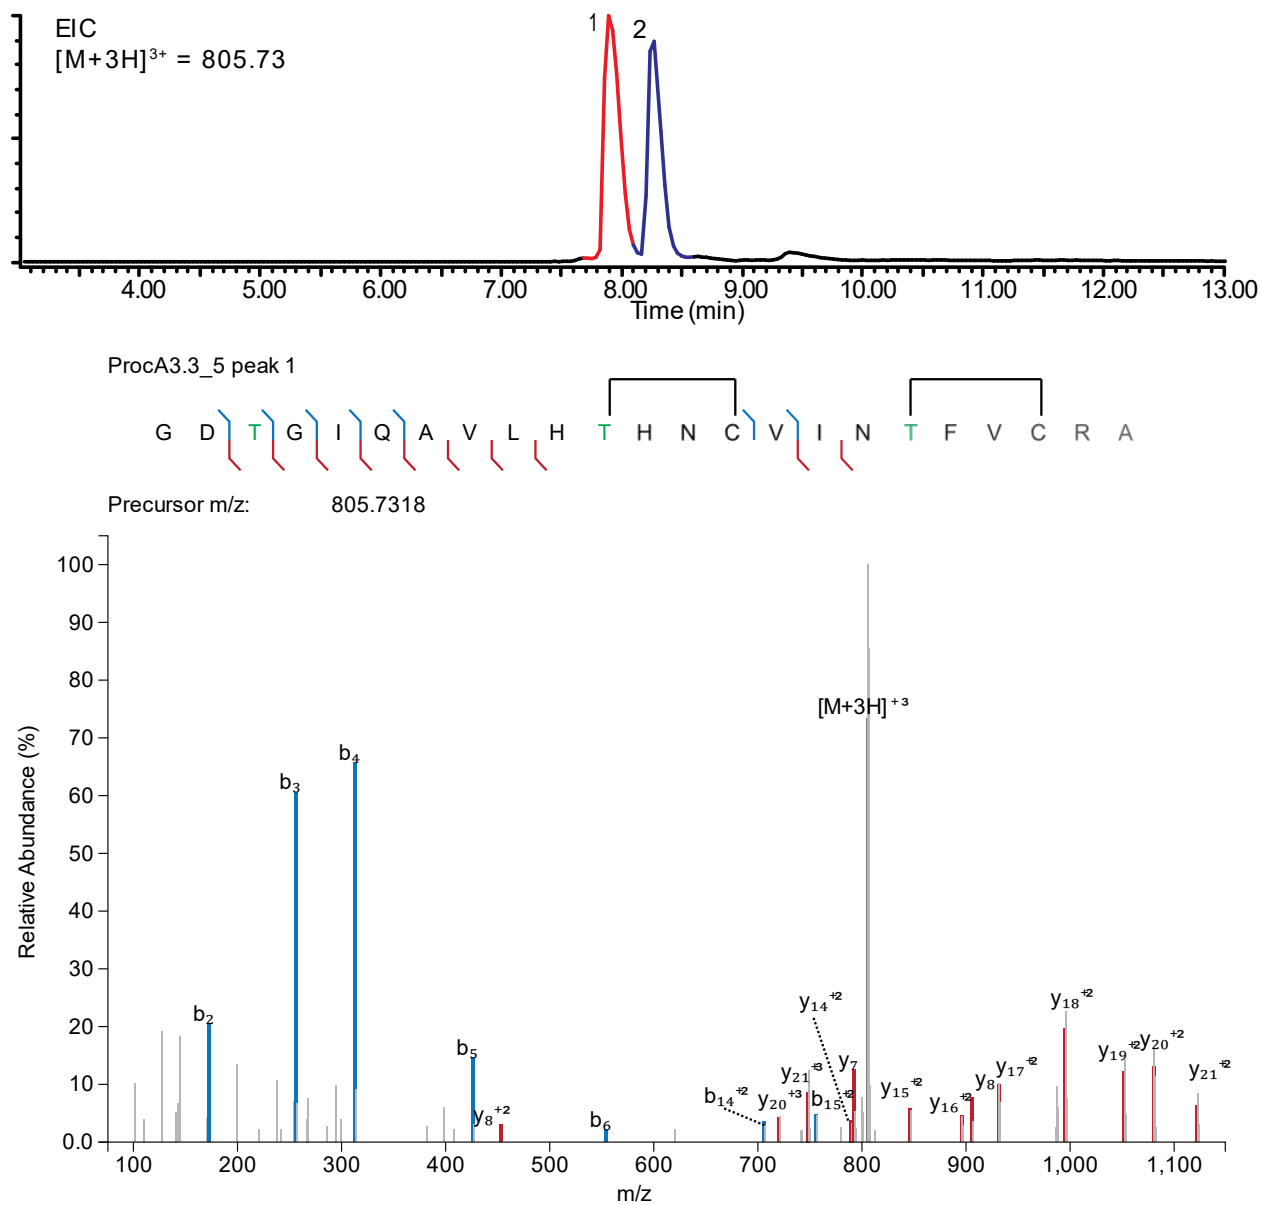 EIC
[M+3H]³⁺ = 805.73
1 2
4.00 5.00 6.00 7.00 8.00 9.00 10.00 11.00 12.00 13.00
Time (min)
ProcA3.3_5 peak 1
G D T G I Q A V L H T H N C V I N T F V C R A
Precursor m/z: 805.7318
Relative Abundance (%)
100
90
80
70
60
50
40
30
20
10
0.0
[M+3H]⁺³
b₄
b₃
b₂
b₅
y₈⁺²
b₆
b₁₄⁺²
y₂₀⁺³
y₂₁⁺³
b₁₅⁺²
y₁₄⁺²
y₇
y₁₅⁺²
y₁₆⁺²
y₈
y₁₇⁺²
y₁₈⁺²
y₁₉⁺²
y₂₀⁺²
y₂₁⁺²
100 200 300 400 500 600 700 800 900 1,000 1,100
m/z